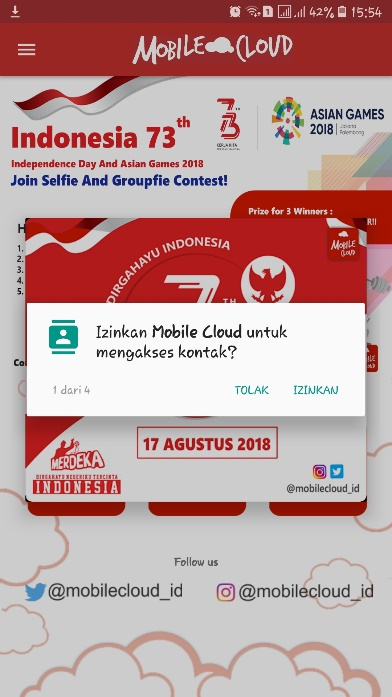 42% 15:54
MOBILE CLOUD
Indonesia 73th
Independence Day And Asian Games 2018
Join Selfie And Groupfie Contest!
73
ASIAN GAMES
2018
Jakarta
Palembang
Prize for 3 Winners :
H
1.
2.
3.
4.
5.
DIRGAHAYU INDONESIA
7 TH
MOBILE
CLOUD
Izinkan Mobile Cloud untuk
mengakses kontak?
1 dari 4
TOLAK
IZINKAN
17 AGUSTUS 2018
MERDEKA
DIRGAHAYU NEGERIKU TERCINTA
INDONESIA
@mobilecloud_id
Follow us
@mobilecloud_id
@mobilecloud_id